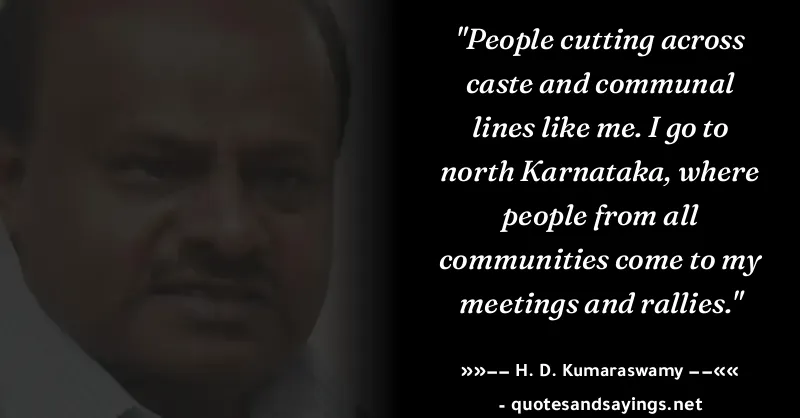 "People cutting across
caste and communal
lines like me. I go to
north Karnataka, where
people from all
communities come to my
meetings and rallies."
»»−− H. D. Kumaraswamy −−««
- quotesandsayings.net